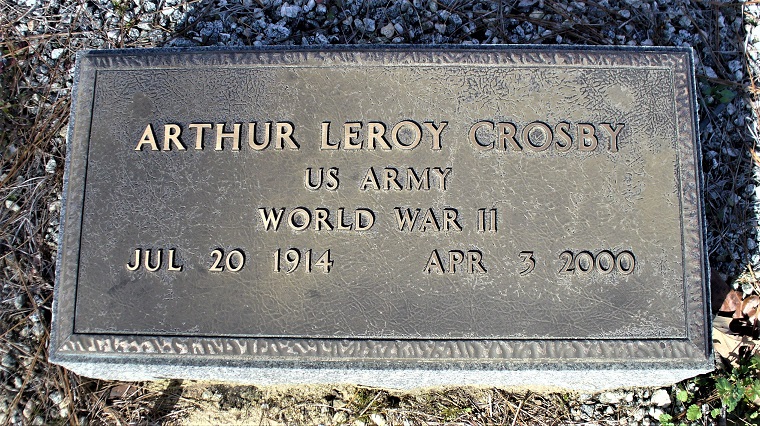 ARTHUR LEROY CROSBY
US ARMY
WORLD WAR II
JUL 20 1914 APR 3 2000